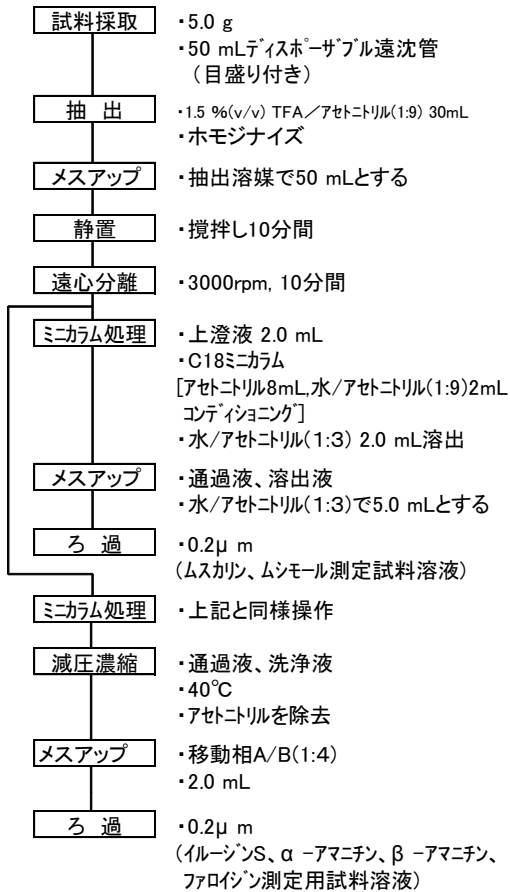 試料採取 ・5.0 g
・50 mLディスポーザブル遠沈管
（目盛り付き）
抽 出 ・1.5 %(v/v) TFA／アセトニトリル(1:9) 30mL
・ホモジナイズ
メスアップ ・抽出溶媒で50 mLとする
静置 ・撹拌し10分間
遠心分離 ・3000rpm, 10分間
ミニカラム処理 ・上澄液 2.0 mL
・C18ミニカラム
[アセトニトリル8mL,水/アセトニトリル(1:9)2mL
コンディショニング]
・水/アセトニトリル(1:3) 2.0 mL溶出
メスアップ ・通過液、溶出液
・水/アセトニトリル(1:3)で5.0 mLとする
ろ 過 ・0.2μ m
(ムスカリン、ムシモール測定試料溶液)
ミニカラム処理 ・上記と同様操作
減圧濃縮 ・通過液、洗浄液
・40℃
・アセトニトリルを除去
メスアップ ・移動相A/B(1:4)
・2.0 mL
ろ 過 ・0.2μ m
(イルージンS、α －アマニチン、β －アマニチン、
ファロイジン測定用試料溶液)